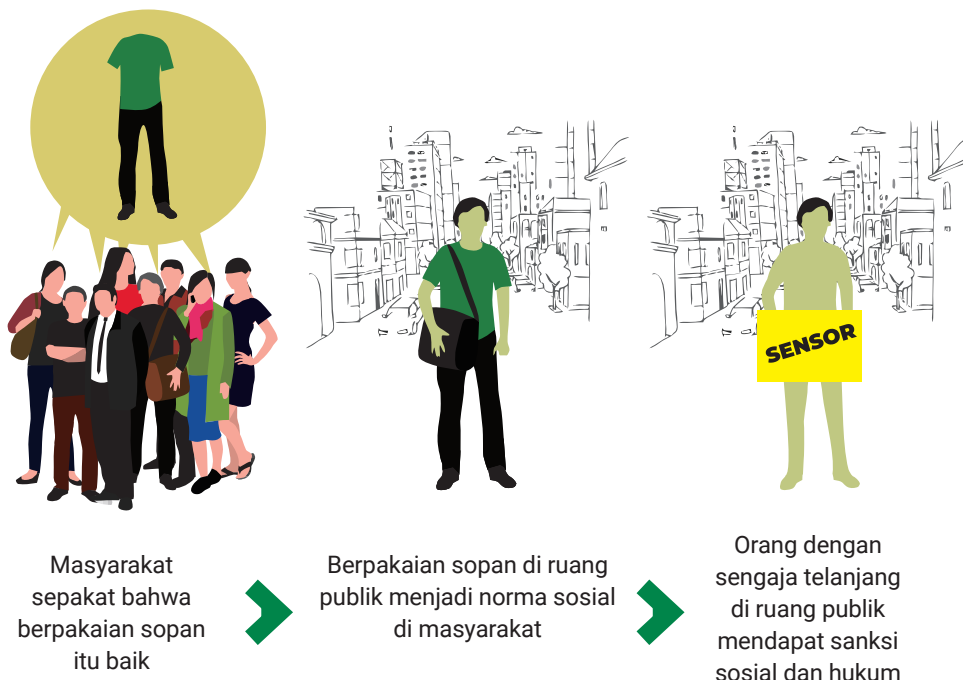 SENSOR
Masyarakat
sepakat bahwa
berpakaian sopan
itu baik
Berpakaian sopan di ruang
publik menjadi norma sosial
di masyarakat
Orang dengan
sengaja telanjang
di ruang publik
mendapat sanksi
sosial dan hukum